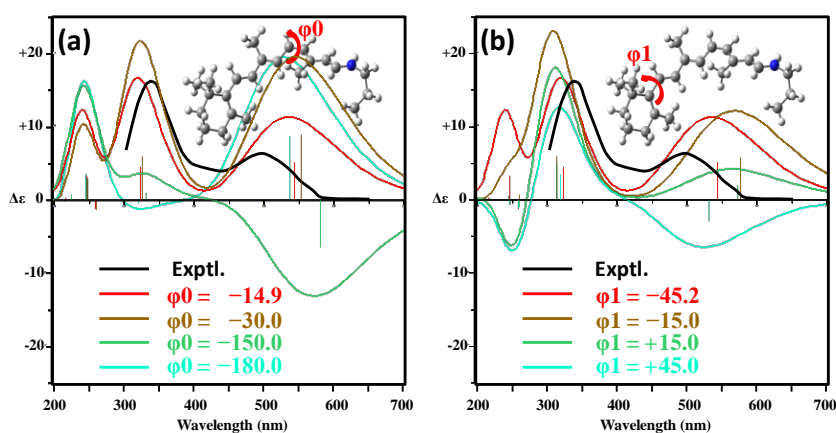 (a)
φ0
+20
+10
Δε
0
-10
-20
Exptl.
φ0 = −14.9
φ0 = −30.0
φ0 = −150.0
φ0 = −180.0
200 300 400 500 600 700
Wavelength (nm)
(b)
φ1
+20
+10
Δε
0
-10
-20
Exptl.
φ1 = −45.2
φ1 = −15.0
φ1 = +15.0
φ1 = +45.0
200 300 400 500 600 700
Wavelength (nm)